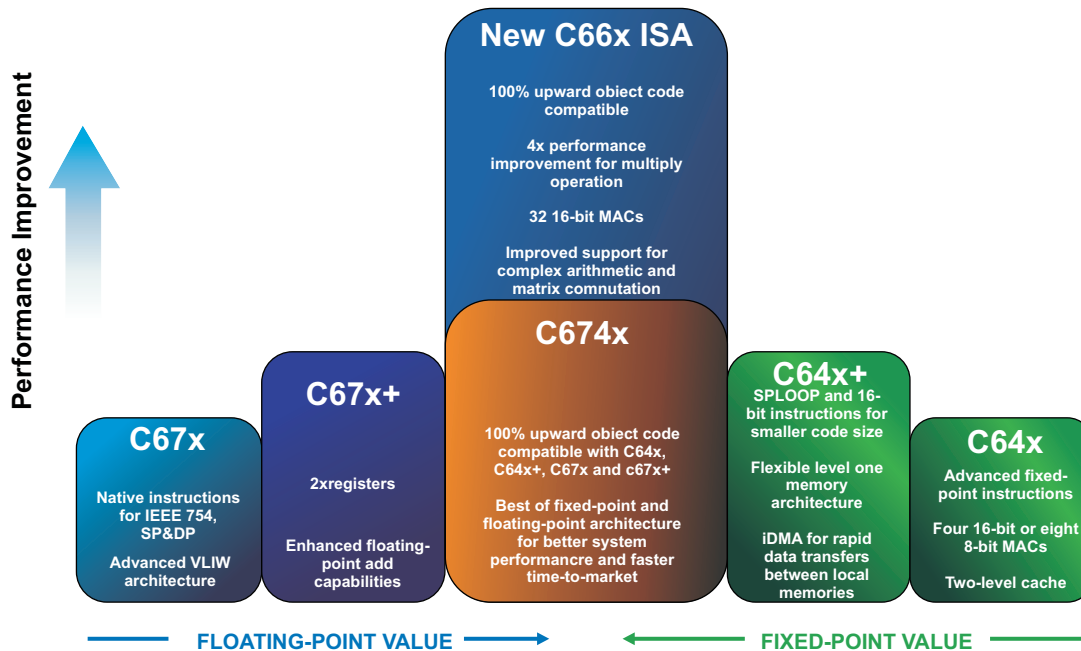 Performance Improvement
New C66x ISA
100% upward object code
compatible
4x performance
improvement for multiply
operation
32 16-bit MACs
Improved support for
complex arithmetic and
matrix comnutation
C67x
Native instructions
for IEEE 754,
SP&DP
Advanced VLIW
architecture
C67x+
2xregisters
Enhanced floating-
point add
capabilities
C674x
100% upward object code
compatible with C64x,
C64x+, C67x and c67x+
Best of fixed-point and
floating-point architecture
for better system
performancre and faster
time-to-market
C64x+
SPLOOP and 16-
bit instructions for
smaller code size
Flexible level one
memory
architecture
iDMA for rapid
data transfers
between local
memories
C64x
Advanced fixed-
point instructions
Four 16-bit or eight
8-bit MACs
Two-level cache
FLOATING-POINT VALUE
FIXED-POINT VALUE